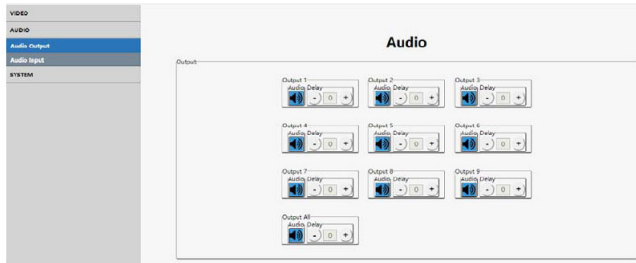 VIDEO
AUDIO
Audio Output
Audio Input
SYSTEM
Audio
Output
Output 1 Output 2 Output 3
Audio Delay Audio Delay Audio Delay
- 0 + - 0 + - 0 +
Output 4 Output 5 Output 6
Audio Delay Audio Delay Audio Delay
- 0 + - 0 + - 0 +
Output 7 Output 8 Output 9
Audio Delay Audio Delay Audio Delay
- 0 + - 0 + - 0 +
Output All
Audio Delay
- 0 +